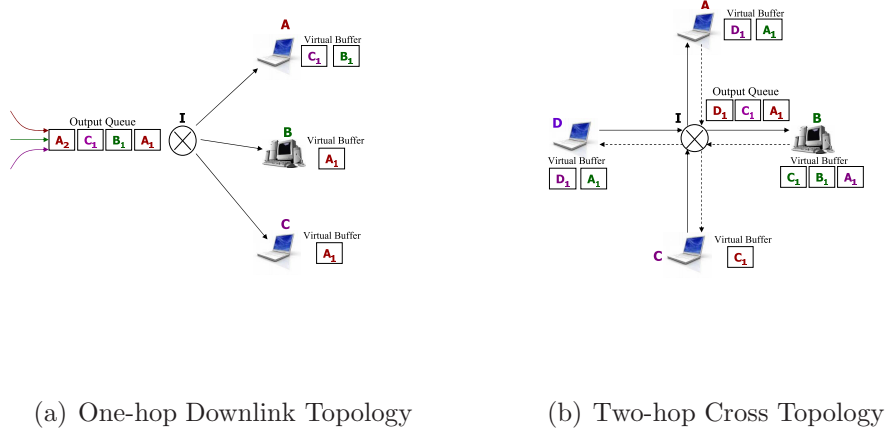 A
Virtual Buffer
C1 B1
Output Queue
A2 C1 B1 A1
I
B
Virtual Buffer
A1
C
Virtual Buffer
A1
(a) One-hop Downlink Topology
A
Virtual Buffer
D1 A1
Output Queue
D1 C1 A1
I
B
D
Virtual Buffer
D1 A1
Virtual Buffer
C1 B1 A1
C
Virtual Buffer
C1
(b) Two-hop Cross Topology